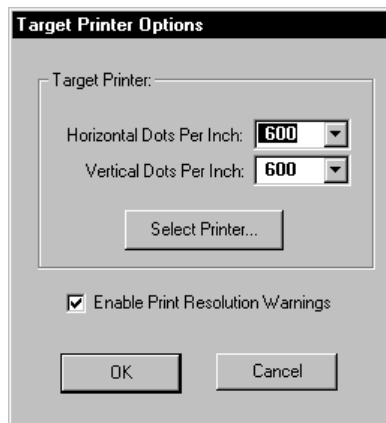 Target Printer Options
Target Printer:
Horizontal Dots Per Inch: 600
Vertical Dots Per Inch: 600
Select Printer...
Enable Print Resolution Warnings
OK Cancel